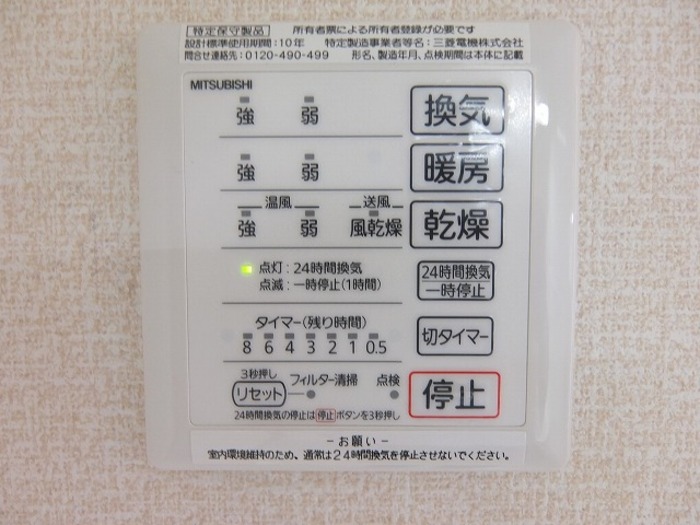 特定保守製品 所有者票による所有者登録が必要です
設計標準使用期間:10年 特定製造事業者等名:三菱電機株式会社
問合せ連絡先:0120-490-499 形名、製造年月、点検期間は本体に記載
MITSUBISHI
強 弱 換気
強 弱 暖房
温風 送風
強 弱 風乾燥 乾燥
点灯:24時間換気
点滅:一時停止(1時間)
24時間換気
一時停止
タイマー(残り時間)
8 6 4 3 2 1 0.5
切タイマー
3秒押し
リセット フィルター清掃 点検 停止
24時間換気の停止は停止ボタンを3秒押し
-お願い-
室内環境維持のため、通常は24時間換気を停止させないでください。